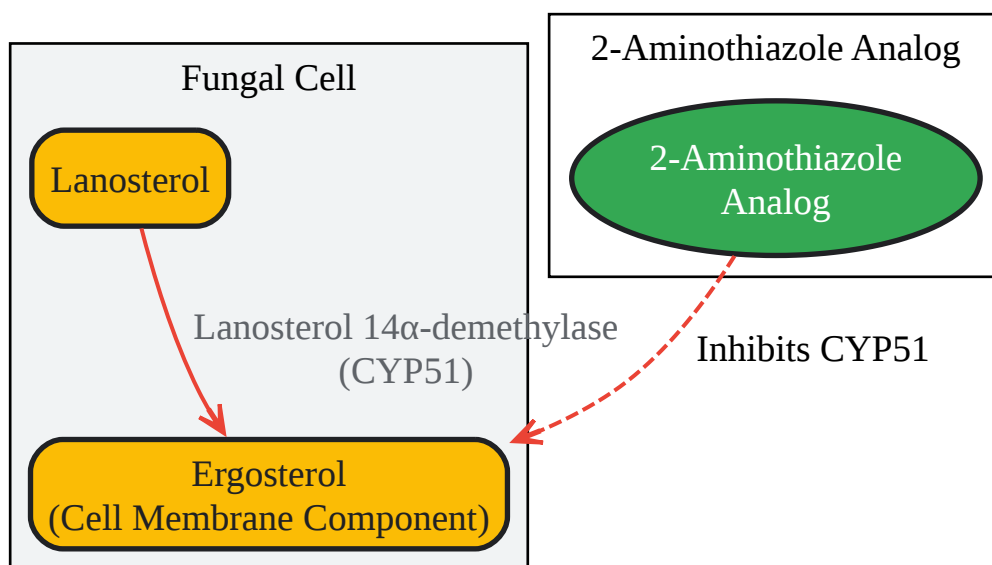 Fungal Cell
Lanosterol
Lanosterol 14α-demethylase
(CYP51)
Ergosterol
(Cell Membrane Component)
2-Aminothiazole Analog
2-Aminothiazole
Analog
Inhibits CYP51